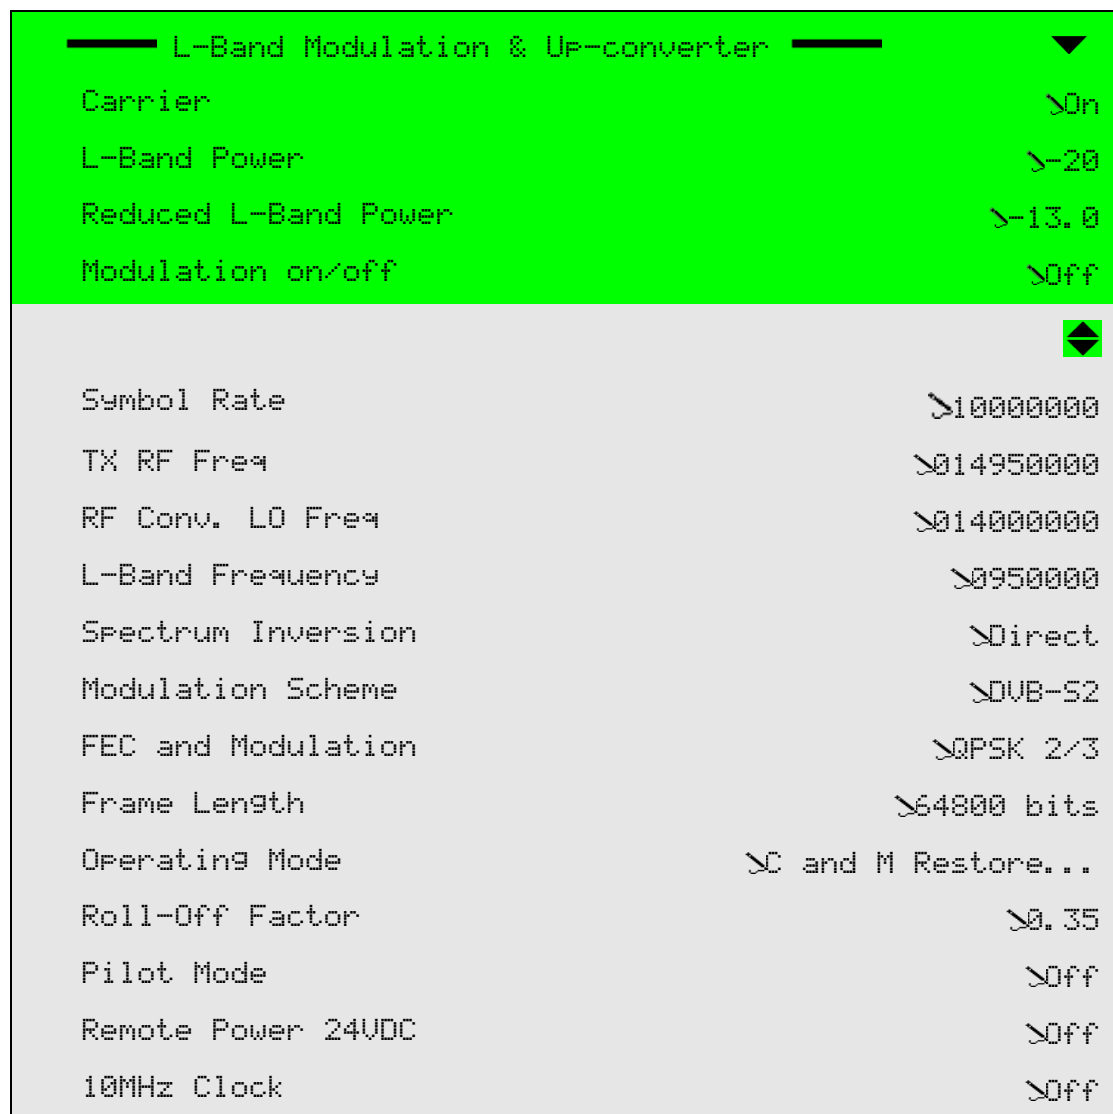 L-Band Modulation & Up-converter
Carrier On
L-Band Power -20
Reduced L-Band Power -13.0
Modulation on/off Off
Symbol Rate 10000000
TX RF Freq 014950000
RF Conv. LO Freq 014000000
L-Band Frequency 0950000
Spectrum Inversion Direct
Modulation Scheme DVB-S2
FEC and Modulation QPSK 2/3
Frame Length 64800 bits
Operating Mode C and M Restore...
Roll-Off Factor 0.35
Pilot Mode Off
Remote Power 24VDC Off
10MHz Clock Off